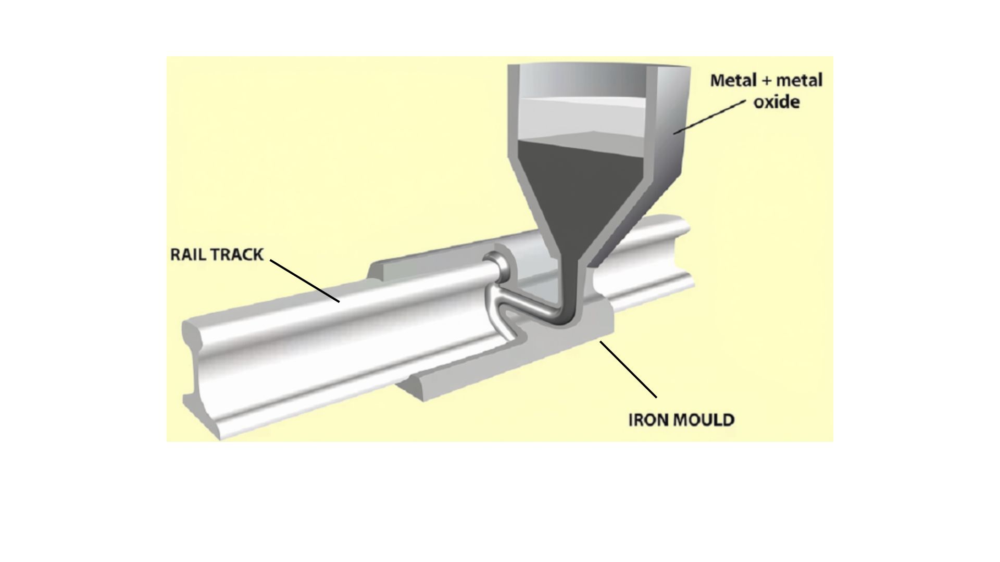 Metal + metal
oxide
RAIL TRACK
IRON MOULD